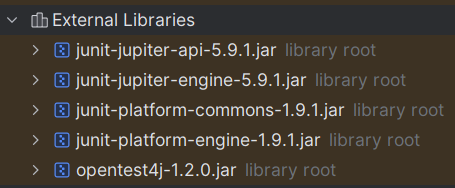 External Libraries
junit-jupiter-api-5.9.1.jar library root
junit-jupiter-engine-5.9.1.jar library root
junit-platform-commons-1.9.1.jar library root
junit-platform-engine-1.9.1.jar library root
opentest4j-1.2.0.jar library root